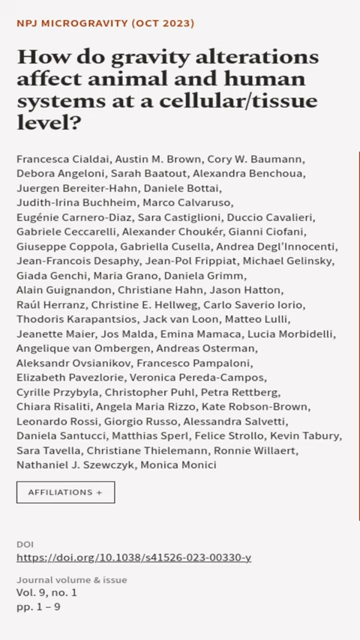 NPJ MICROGRAVITY (OCT 2023)
How do gravity alterations
affect animal and human
systems at a cellular/tissue
level?
Francesca Cialdai, Austin M. Brown, Cory W. Baumann,
Debora Angeloni, Sarah Baatout, Alexandra Benchoua,
Juergen Bereiter-Hahn, Daniele Bottai,
Judith-Irina Buchheim, Marco Calvaruso,
Eugénie Carnero-Diaz, Sara Castiglioni, Duccio Cavalieri,
Gabriele Ceccarelli, Alexander Choukér, Gianni Ciofani,
Giuseppe Coppola, Gabriella Cusella, Andrea Degl'Innocenti,
Jean-Francois Desaphy, Jean-Pol Frippiat, Michael Gelinsky,
Giada Genchi, Maria Grano, Daniela Grimm,
Alain Guignandon, Christiane Hahn, Jason Hatton,
Raúl Herranz, Christine E. Hellweg, Carlo Saverio Iorio,
Thodoris Karapantsios, Jack van Loon, Matteo Lulli,
Jeanette Maier, Jos Malda, Emina Mamaca, Lucia Morbidelli,
Angelique van Ombergen, Andreas Osterman,
Aleksandr Ovsianikov, Francesco Pampaloni,
Elizabeth Pavezlorie, Veronica Pereda-Campos,
Cyrille Przybyla, Christopher Puhl, Petra Rettberg,
Chiara Risaliti, Angela Maria Rizzo, Kate Robson-Brown,
Leonardo Rossi, Giorgio Russo, Alessandra Salvetti,
Daniela Santucci, Matthias Sperl, Felice Strollo, Kevin Tabury,
Sara Tavella, Christiane Thielemann, Ronnie Willaert,
Nathaniel J. Szewczyk, Monica Monici
AFFILIATIONS +
DOI
https://doi.org/10.1038/s41526-023-00330-y
Journal volume & issue
Vol. 9, no. 1
pp. 1 – 9